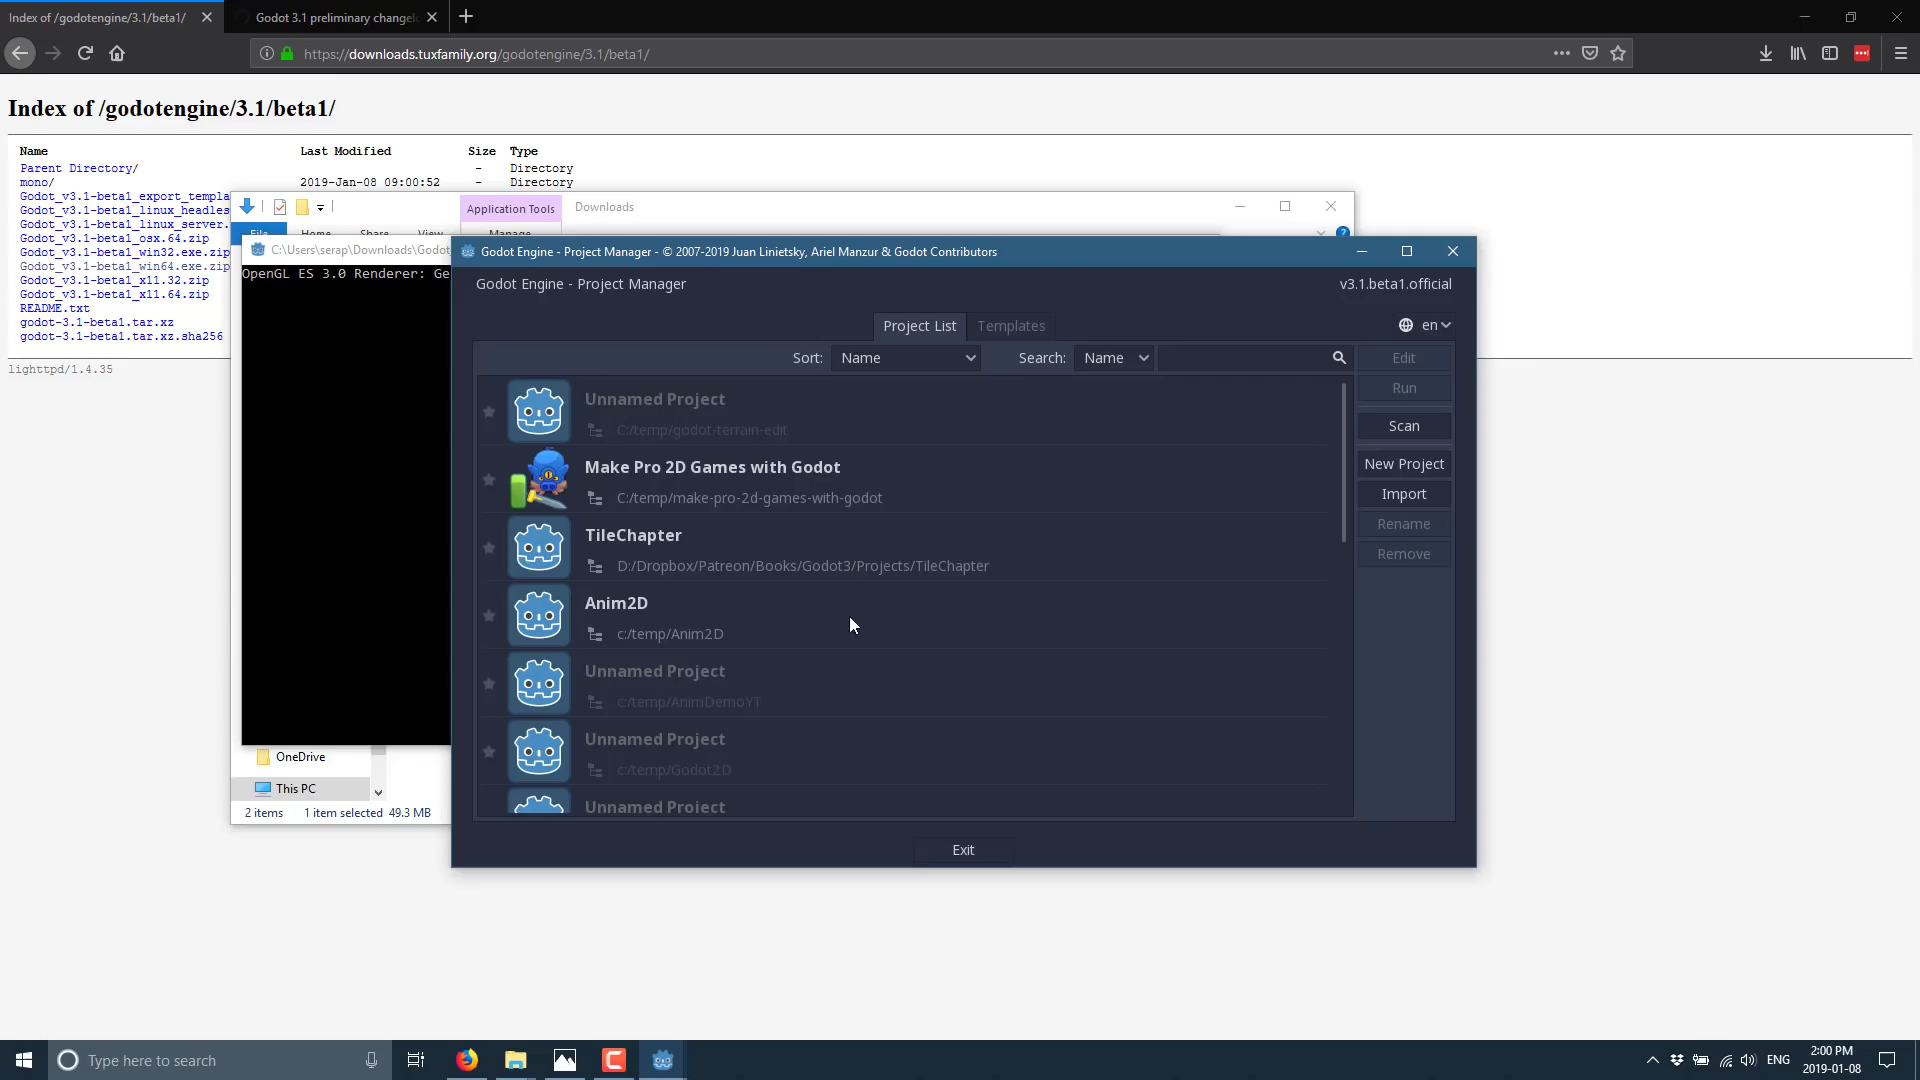 Index of /godotengine/3.1/beta1/
Godot 3.1 preliminary changel
https://downloads.tuxfamily.org/godotengine/3.1/beta1/
Index of /godotengine/3.1/beta1/
Name Last Modified Size Type
Parent Directory/ - Directory
mono/ 2019-Jan-08 09:00:52 - Directory
Godot_v3.1-beta1_export_templa
Godot_v3.1-beta1_linux_headles
Godot_v3.1-beta1_linux_server.
Godot_v3.1-beta1_osx.64.zip
Godot_v3.1-beta1_win32.exe.zip
Godot_v3.1-beta1_win64.exe.zip
Godot_v3.1-beta1_x11.32.zip
Godot_v3.1-beta1_x11.64.zip
README.txt
godot-3.1-beta1.tar.xz
godot-3.1-beta1.tar.xz.sha256
lighttpd/1.4.35
Application Tools Downloads
File Home Share View Manage
C:\Users\serap\Downloads\Godot
OpenGL ES 3.0 Renderer: Ge
OneDrive
This PC
2 items 1 item selected 49.3 MB
Godot Engine - Project Manager - © 2007-2019 Juan Linietsky, Ariel Manzur & Godot Contributors
Godot Engine - Project Manager v3.1.beta1.official
Project List Templates en
Sort: Name Search: Name
Unnamed Project
C:/temp/godot-terrain-edit
Make Pro 2D Games with Godot
C:/temp/make-pro-2d-games-with-godot
TileChapter
D:/Dropbox/Patreon/Books/Godot3/Projects/TileChapter
Anim2D
c:/temp/Anim2D
Unnamed Project
c:/temp/AnimDemoYT
Unnamed Project
c:/temp/Godot2D
Unnamed Project
Edit
Run
Scan
New Project
Import
Rename
Remove
Exit
Type here to search
ENG
2:00 PM
2019-01-08